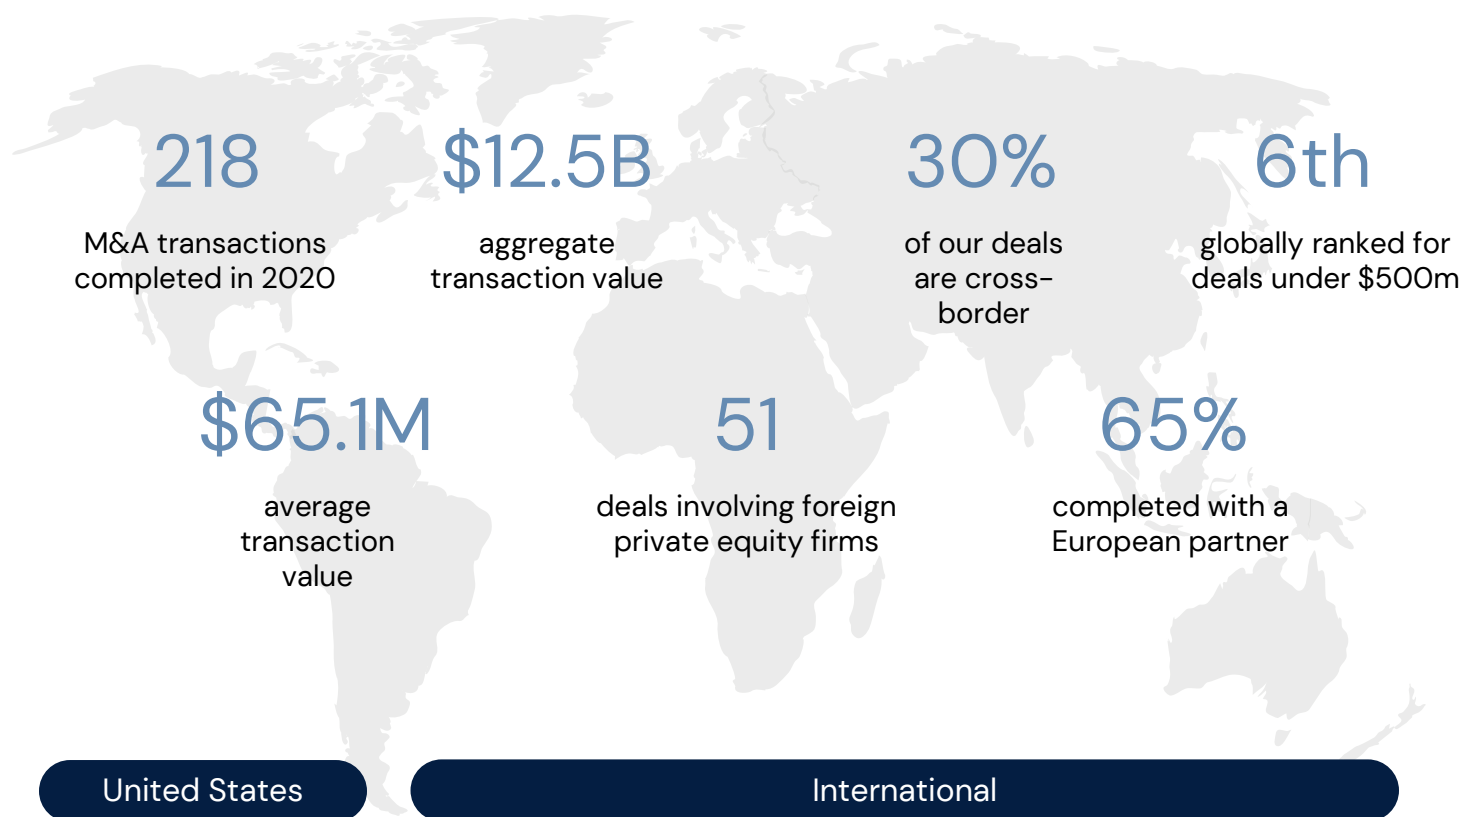 218
M&A transactions
completed in 2020
$12.5B
aggregate
transaction value
30%
of our deals
are cross-
border
6th
globally ranked for
deals under $500m
$65.1M
average
transaction
value
51
deals involving foreign
private equity firms
65%
completed with a
European partner
United States
International